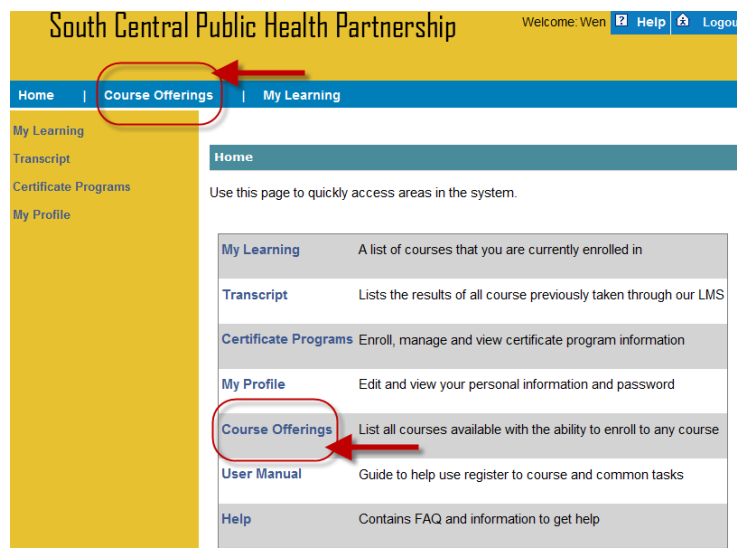 South Central Public Health Partnership
Welcome: Wen ? Help Logou
Home | Course Offerings | My Learning
My Learning
Transcript
Certificate Programs
My Profile
Home
Use this page to quickly access areas in the system.
My Learning A list of courses that you are currently enrolled in
Transcript Lists the results of all course previously taken through our LMS
Certificate Programs Enroll, manage and view certificate program information
My Profile Edit and view your personal information and password
Course Offerings List all courses available with the ability to enroll to any course
User Manual Guide to help use register to course and common tasks
Help Contains FAQ and information to get help